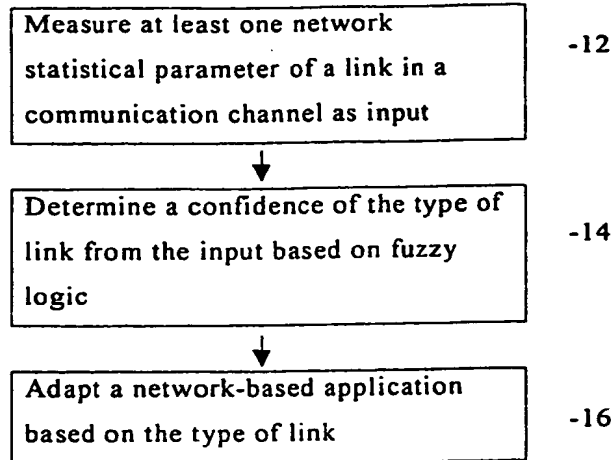 Measure at least one network
statistical parameter of a link in a
communication channel as input
-12
Determine a confidence of the type of
link from the input based on fuzzy
logic
-14
Adapt a network-based application
based on the type of link
-16